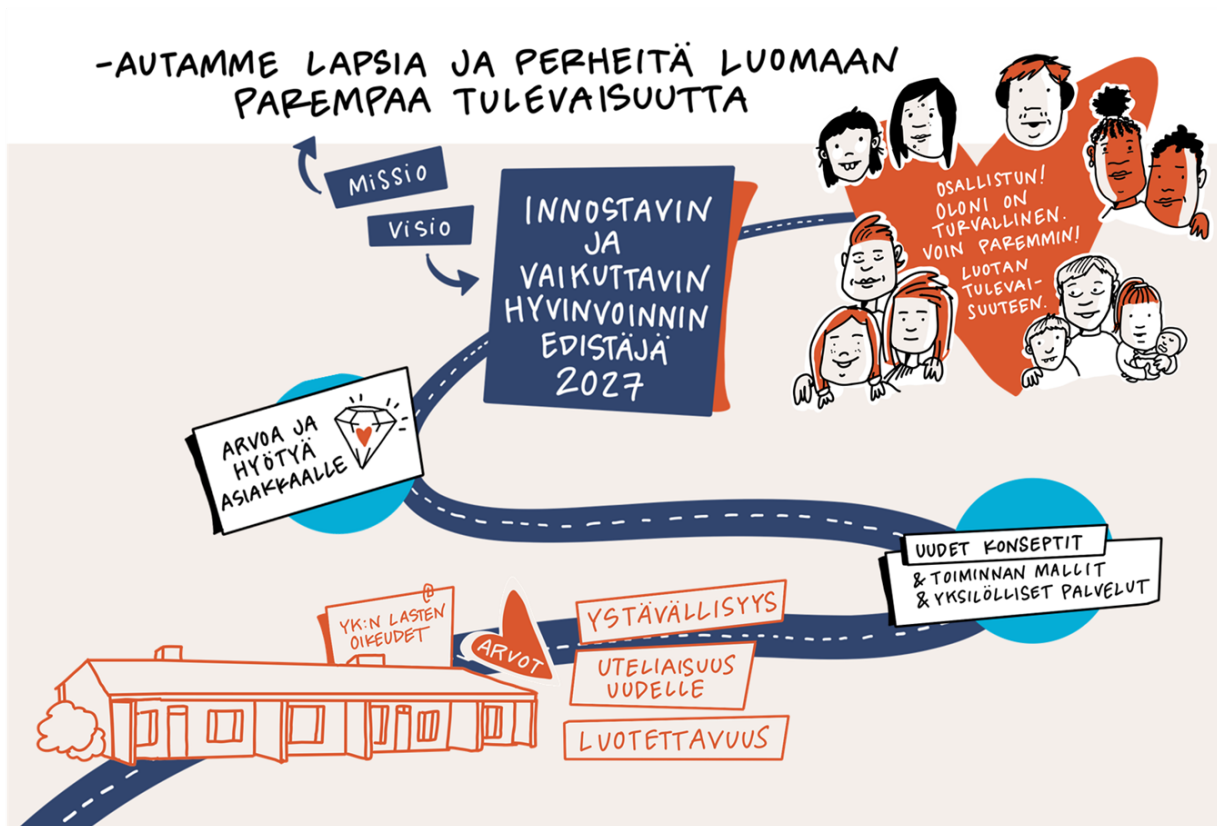 -AUTAMME LAPSIA JA PERHEITÄ LUOMAAN
PAREMPAA TULEVAISUUTTA
MISSIO
VISIO
INNOSTAVIN
JA
VAIKUTTAVIN
HYVINVOINNIN
EDISTÄJÄ
2027
OSALLISTUN!
OLONI ON
TURVALLINEN.
VOIN PAREMMIN!
LUOTAN
TULEVAI-
SUUTEEN.
ARVOA JA
HYÖTYÄ
ASIAKKAALLE
UUDET KONSEPTIT
& TOIMINNAN MALLIT
& YKSILÖLLISET PALVELUT
YK:N LASTEN
OIKEUDET
ARVOT
YSTÄVÄLLISYYS
UTELIAISUUS
UUDELLE
LUOTETTAVUUS